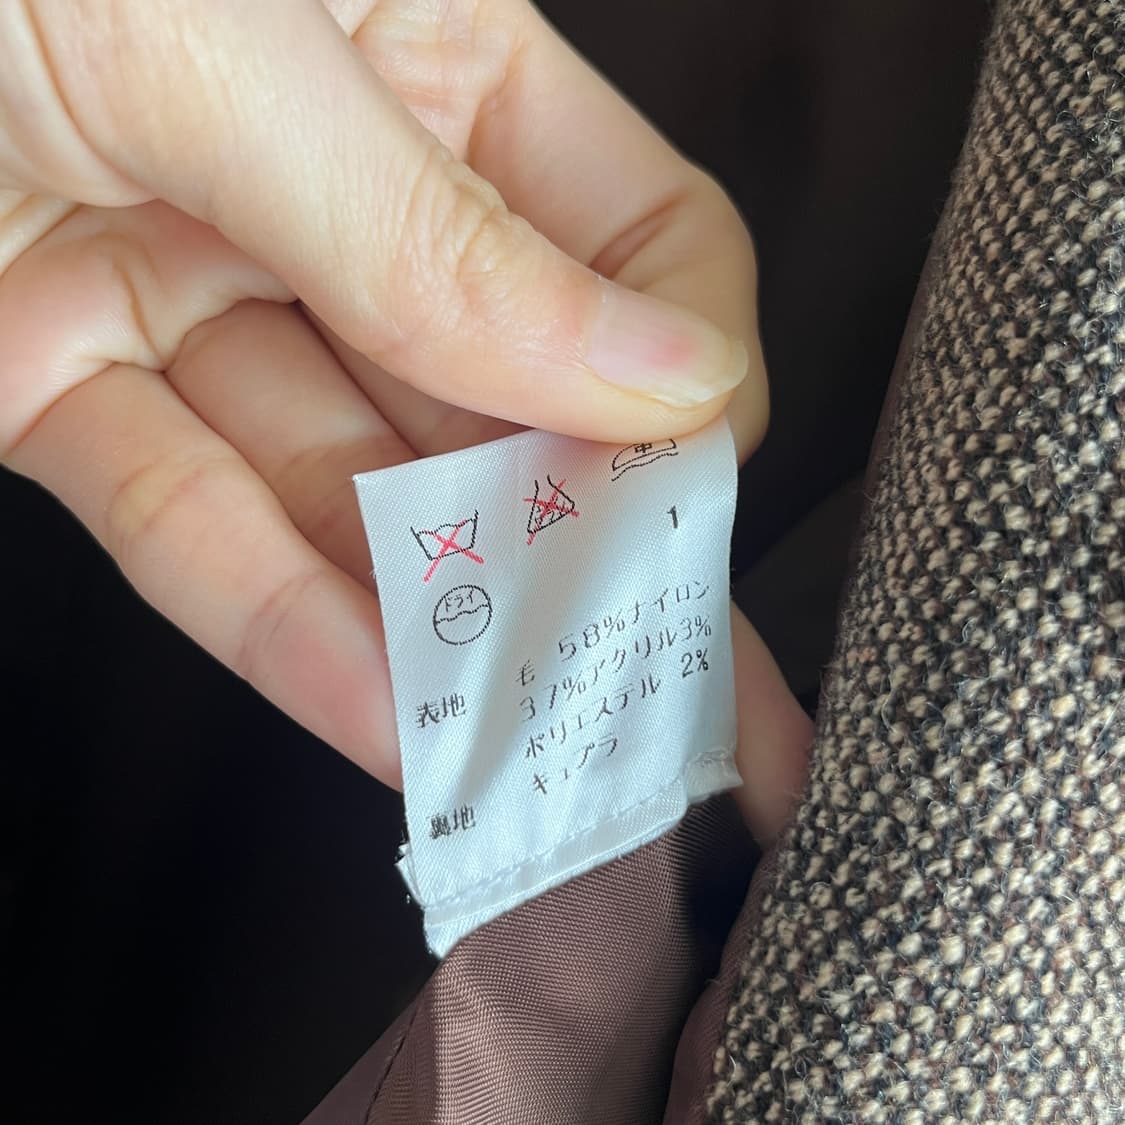 中
1
ドライ
毛 58%ナイロン
表地 37%アクリル3%
ポリエステル 2%
キュプラ
裏地